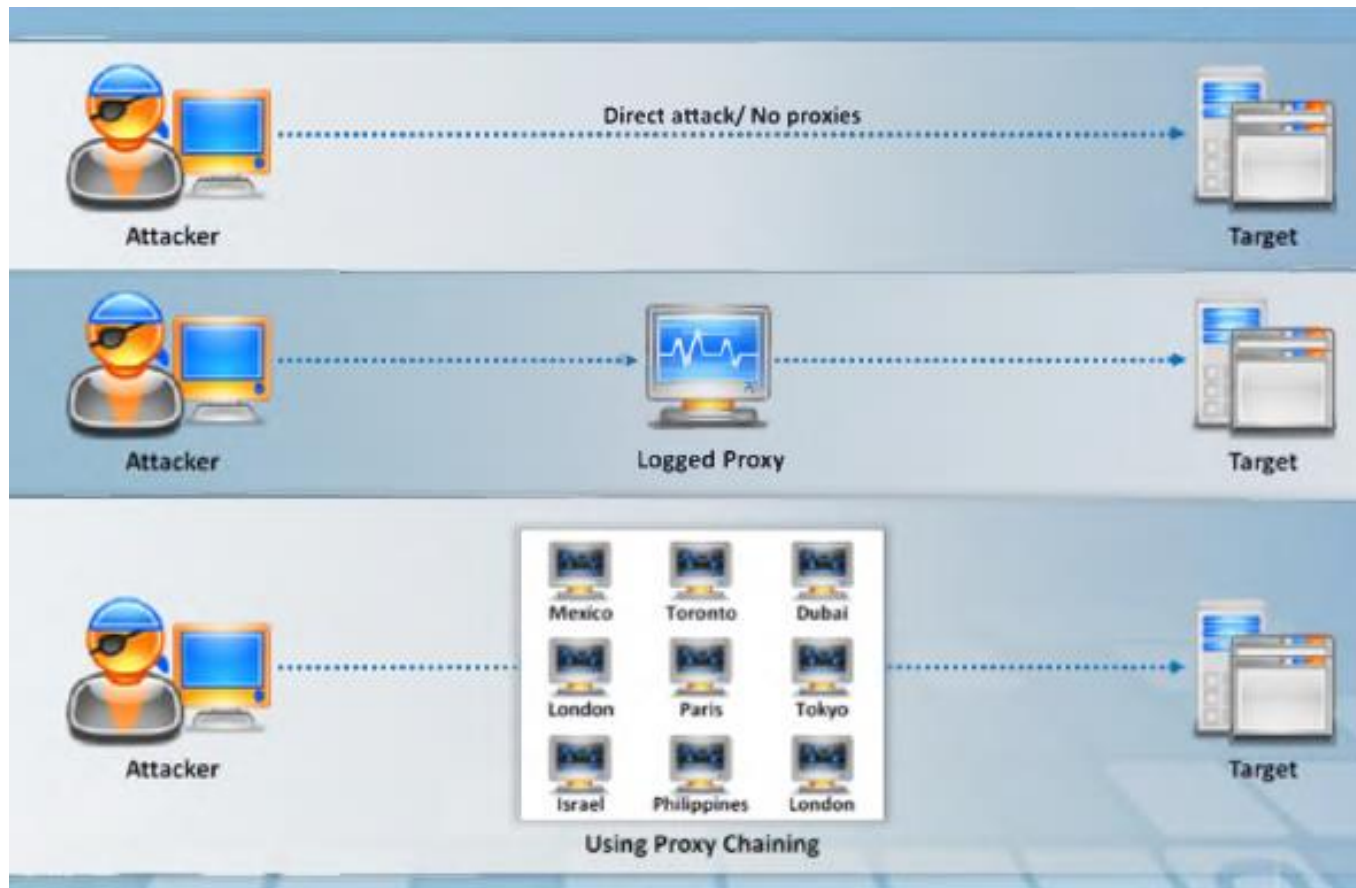 Direct attack/ No proxies
Attacker
Target
Attacker
Logged Proxy
Target
Mexico
Toronto
Dubai
London
Paris
Tokyo
Israel
Philippines
London
Attacker
Target
Using Proxy Chaining